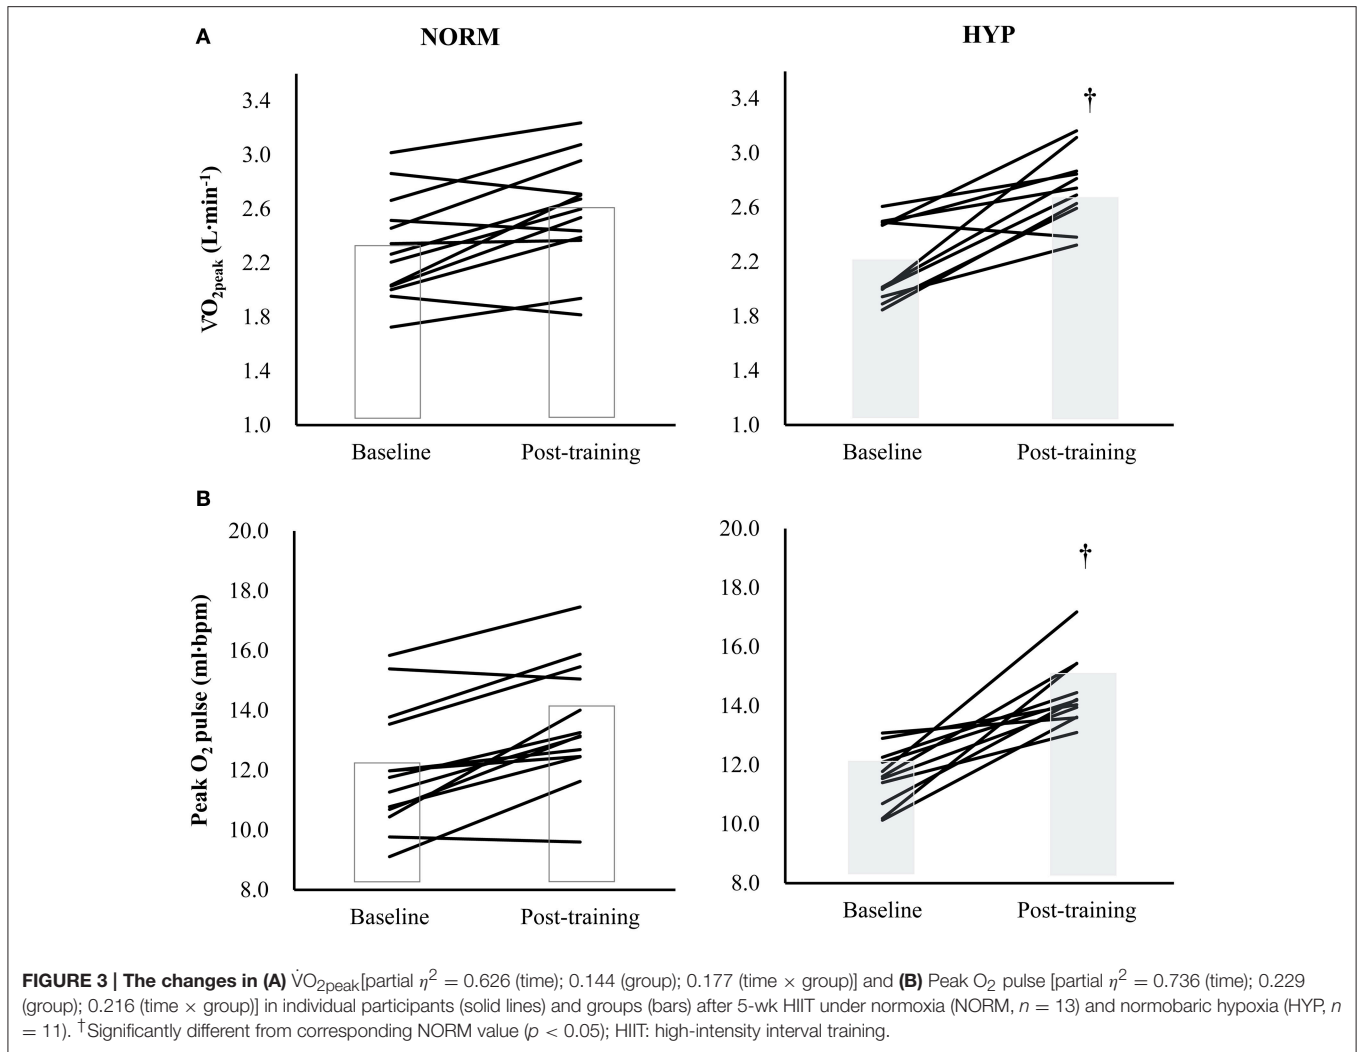 A
NORM
HYP
3.4
3.0
2.6
2.2
1.8
1.4
1.0
V̇O₂peak (L·min⁻¹)
Baseline
Post-training
3.4
3.0
2.6
2.2
1.8
1.4
1.0
†
Baseline
Post-training
B
20.0
18.0
16.0
14.0
12.0
10.0
8.0
Peak O₂ pulse (ml·bpm)
Baseline
Post-training
20.0
18.0
16.0
14.0
12.0
10.0
8.0
†
Baseline
Post-training
FIGURE 3 | The changes in (A) V̇O₂peak[partial η² = 0.626 (time); 0.144 (group); 0.177 (time × group)] and (B) Peak O₂ pulse [partial η² = 0.736 (time); 0.229
(group); 0.216 (time × group)] in individual participants (solid lines) and groups (bars) after 5-wk HIIT under normoxia (NORM, n = 13) and normobaric hypoxia (HYP, n
= 11). †Significantly different from corresponding NORM value (p < 0.05); HIIT: high-intensity interval training.